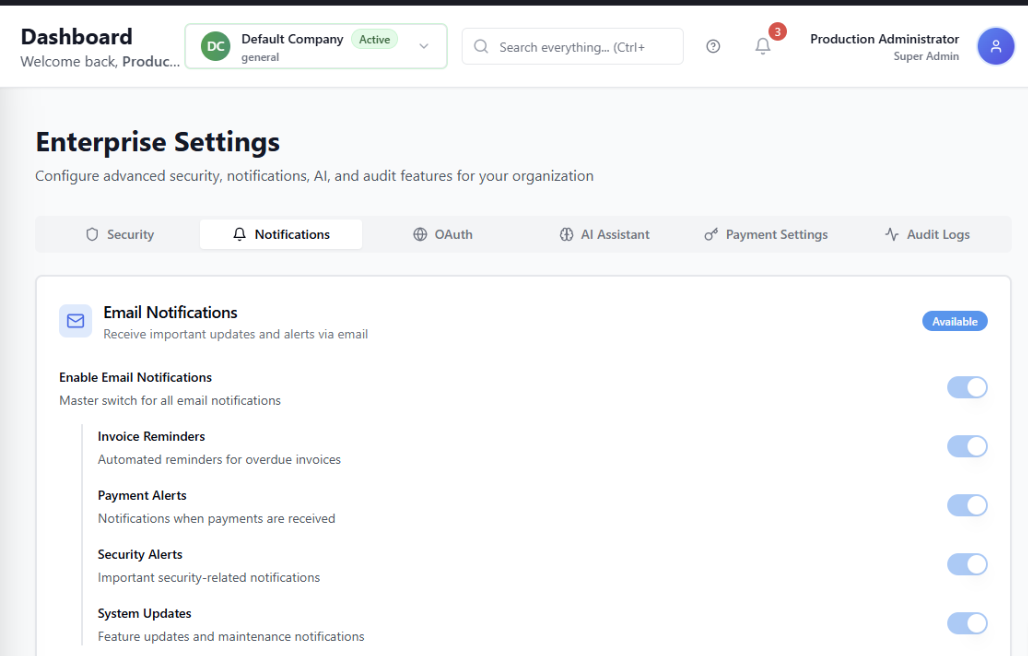 Dashboard
Welcome back, Produc...
DC
Default Company
Active
general
Search everything... (Ctrl+
3
Production Administrator
Super Admin
Enterprise Settings
Configure advanced security, notifications, AI, and audit features for your organization
Security
Notifications
OAuth
AI Assistant
Payment Settings
Audit Logs
Email Notifications
Receive important updates and alerts via email
Available
Enable Email Notifications
Master switch for all email notifications
Invoice Reminders
Automated reminders for overdue invoices
Payment Alerts
Notifications when payments are received
Security Alerts
Important security-related notifications
System Updates
Feature updates and maintenance notifications